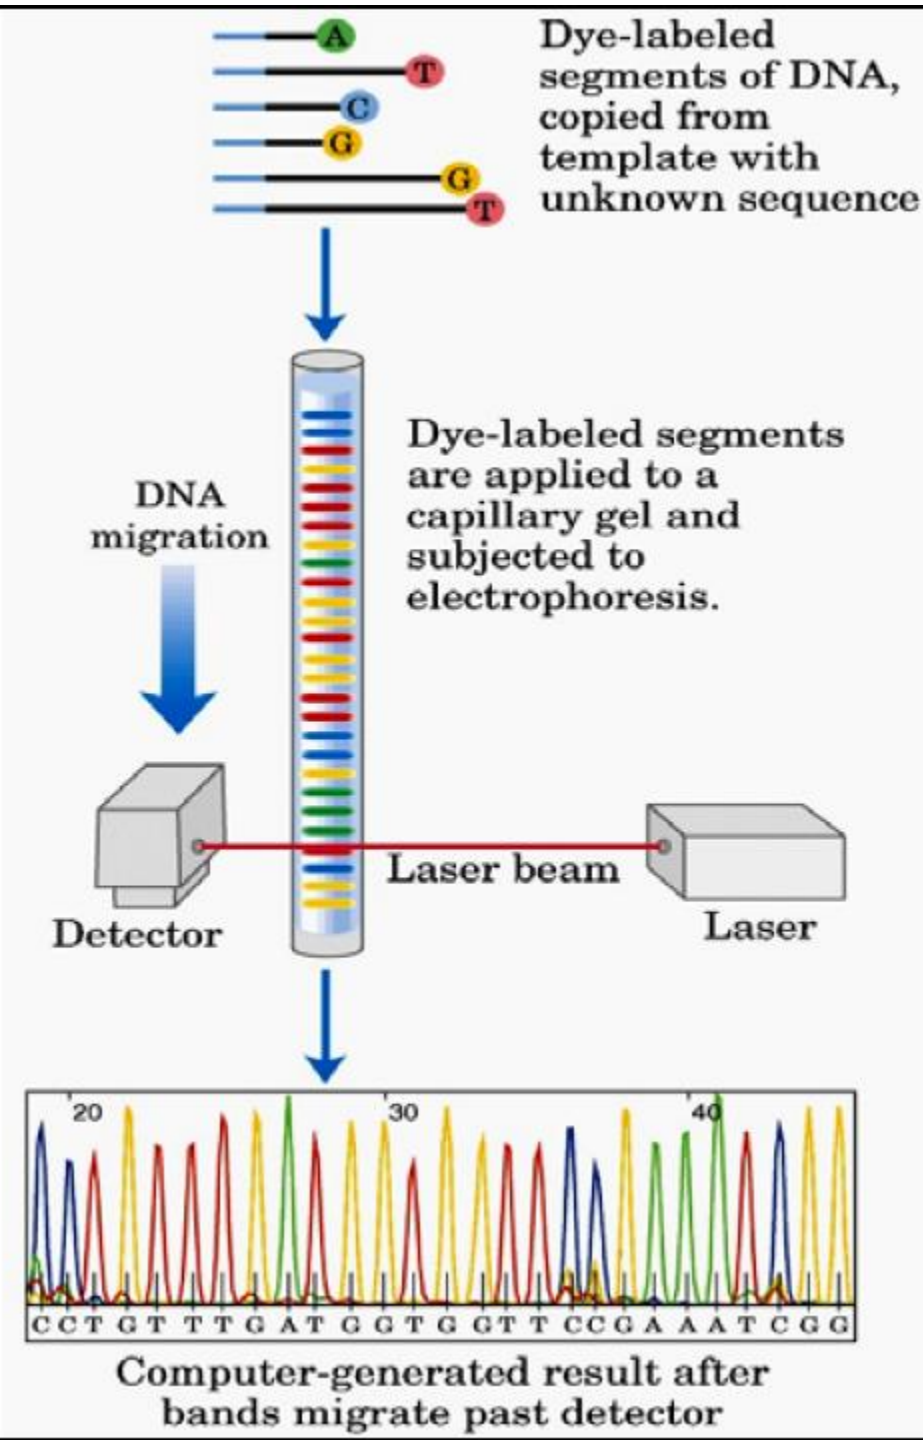 A
T
C
G
G
T
Dye-labeled
segments of DNA,
copied from
template with
unknown sequence
Dye-labeled segments
are applied to a
capillary gel and
subjected to
electrophoresis.
DNA
migration
Laser beam
Detector
Laser
20 30 40
C C T G T T T G A T G G T G G T T C C G A A A T C G G
Computer-generated result after
bands migrate past detector